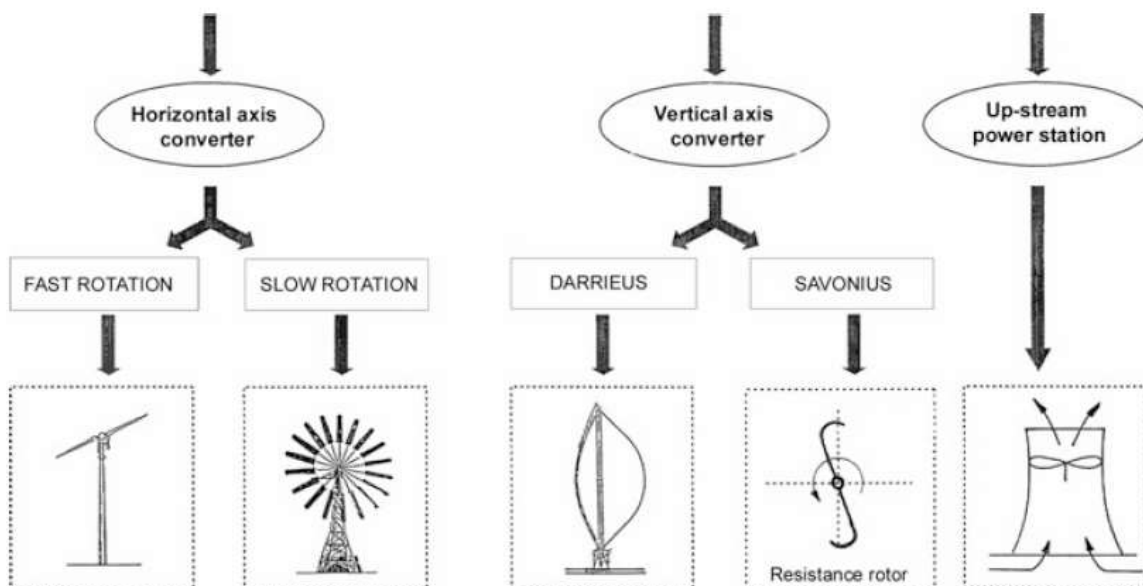 Horizontal axis
converter
Vertical axis
converter
Up-stream
power station
FAST ROTATION
SLOW ROTATION
DARRIEUS
SAVONIUS
Resistance rotor